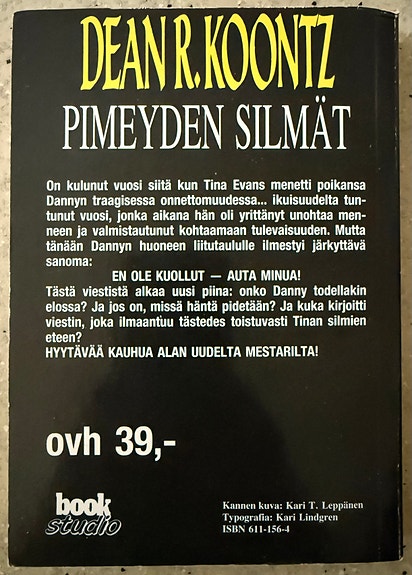 DEAN R. KOONTZ
PIMEYDEN SILMÄT
On kulunut vuosi siitä kun Tina Evans menetti poikansa
Dannyn traagisessa onnettomuudessa... ikuisuudelta tun-
tunut vuosi, jonka aikana hän oli yrittänyt unohtaa men-
neen ja valmistautunut kohtaamaan tulevaisuuden. Mutta
tänään Dannyn huoneen liitutaululle ilmestyi järkyttävä
sanoma:
EN OLE KUOLLUT — AUTA MINUA!
Tästä viestistä alkaa uusi piina: onko Danny todellakin
elossa? Ja jos on, missä häntä pidetään? Ja kuka kirjoitti
viestin, joka ilmaantuu tästedes toistuvasti Tinan silmien
eteen?
HYYTÄVÄÄ KAUHUA ALAN UUDELTA MESTARILTA!
ovh 39,-
book
studio
Kannen kuva: Kari T. Leppänen
Typografia: Kari Lindgren
ISBN 611-156-4